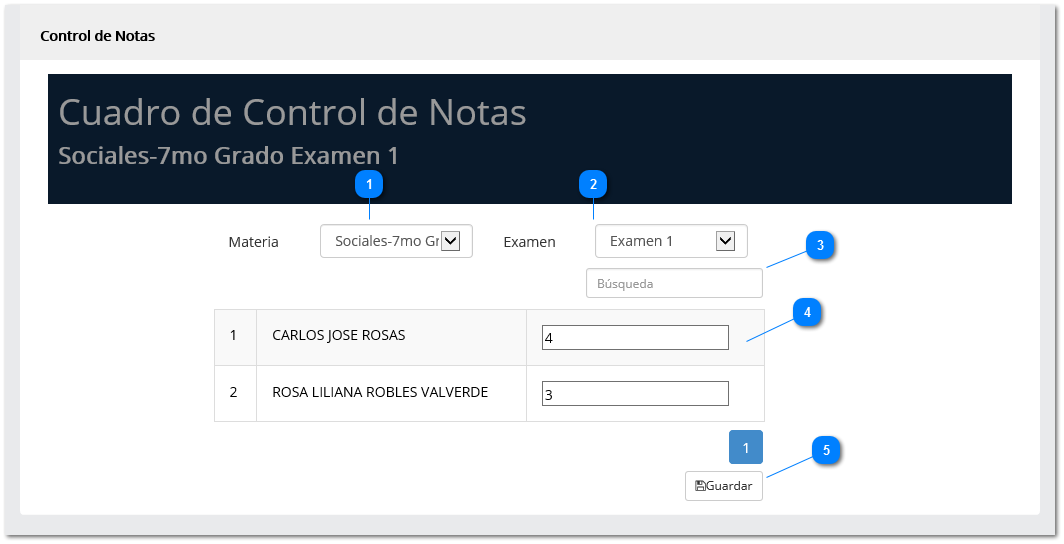 Control de Notas
Cuadro de Control de Notas
Sociales-7mo Grado Examen 1
1 2
Materia Sociales-7mo Gr Examen Examen 1
3
Búsqueda
4
1 CARLOS JOSE ROSAS 4
2 ROSA LILIANA ROBLES VALVERDE 3
1
5
Guardar